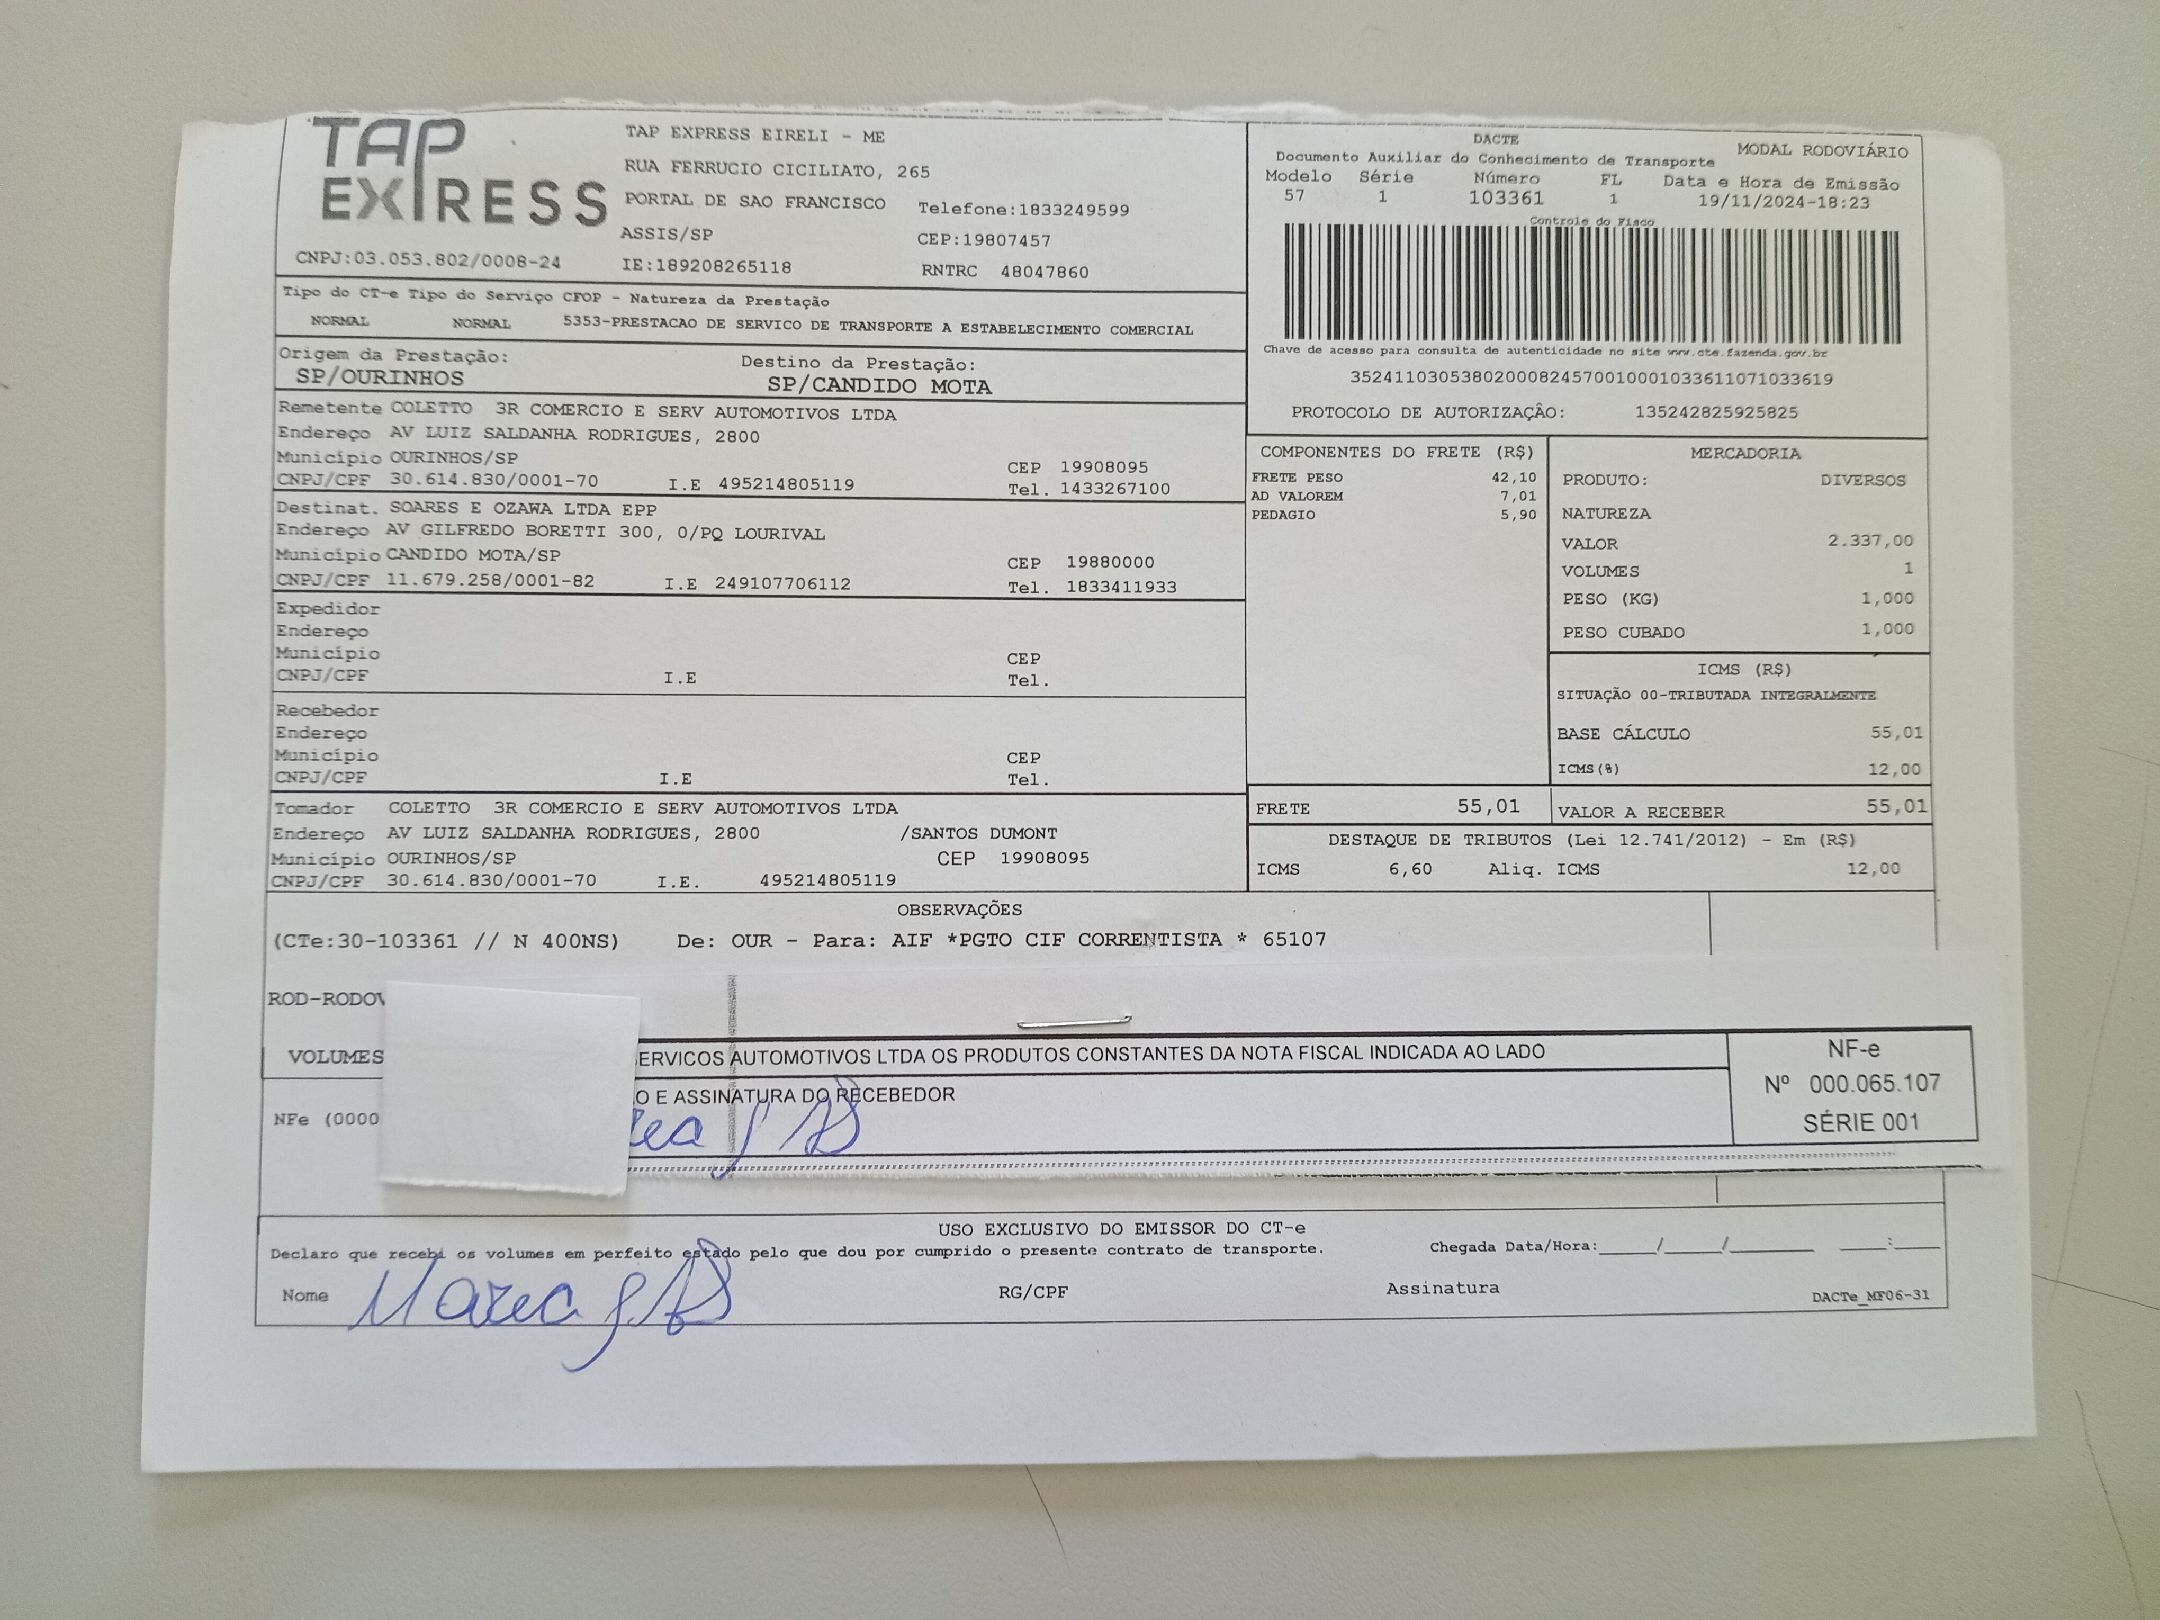 TAP EXPRESS
TAP EXPRESS EIRELI - ME
RUA FERRUCIO CICILIATO, 265
PORTAL DE SAO FRANCISCO Telefone:1833249599
ASSIS/SP CEP:19807457
CNPJ:03.053.802/0008-24 IE:189208265118 RNTRC 48047860
Tipo do CT-e Tipo do Serviço CFOP - Natureza da Prestação
NORMAL NORMAL 5353-PRESTACAO DE SERVICO DE TRANSPORTE A ESTABELECIMENTO COMERCIAL
Origem da Prestação: Destino da Prestação:
SP/OURINHOS SP/CANDIDO MOTA
Remetente COLETTO 3R COMERCIO E SERV AUTOMOTIVOS LTDA
Endereço AV LUIZ SALDANHA RODRIGUES, 2800
Município OURINHOS/SP CEP 19908095
CNPJ/CPF 30.614.830/0001-70 I.E 495214805119 Tel. 1433267100
Destinat. SOARES E OZAWA LTDA EPP
Endereço AV GILFREDO BORETTI 300, 0/PQ LOURIVAL
Município CANDIDO MOTA/SP CEP 19880000
CNPJ/CPF 11.679.258/0001-82 I.E 249107706112 Tel. 1833411933
Expedidor
Endereço
Município CEP
CNPJ/CPF I.E Tel.
Recebedor
Endereço
Município CEP
CNPJ/CPF I.E Tel.
Tomador COLETTO 3R COMERCIO E SERV AUTOMOTIVOS LTDA
Endereço AV LUIZ SALDANHA RODRIGUES, 2800 /SANTOS DUMONT
Município OURINHOS/SP CEP 19908095
CNPJ/CPF 30.614.830/0001-70 I.E. 495214805119
DACTE
Documento Auxiliar do Conhecimento de Transporte MODAL RODOVIÁRIO
Modelo Série Número FL Data e Hora de Emissão
57 1 103361 1 19/11/2024-18:23
Controle do Fisco
Chave de acesso para consulta de autenticidade no site www.cte.fazenda.gov.br
35241103053802000824570010001033611071033619
PROTOCOLO DE AUTORIZAÇÃO: 135242825925825
COMPONENTES DO FRETE (R$)
FRETE PESO 42,10
AD VALOREM 7,01
PEDAGIO 5,90
MERCADORIA
PRODUTO: DIVERSOS
NATUREZA
VALOR 2.337,00
VOLUMES 1
PESO (KG) 1,000
PESO CUBADO 1,000
ICMS (R$)
SITUAÇÃO 00-TRIBUTADA INTEGRALMENTE
BASE CÁLCULO 55,01
ICMS(%) 12,00
FRETE 55,01 VALOR A RECEBER 55,01
DESTAQUE DE TRIBUTOS (Lei 12.741/2012) - Em (R$)
ICMS 6,60 Aliq. ICMS 12,00
OBSERVAÇÕES
(CTe:30-103361 // N 400NS) De: OUR - Para: AIF *PGTO CIF CORRENTISTA * 65107
ROD-RODOV
VOLUMES ERVICOS AUTOMOTIVOS LTDA OS PRODUTOS CONSTANTES DA NOTA FISCAL INDICADA AO LADO
O E ASSINATURA DO RECEBEDOR
NFe (0000
NF-e
Nº 000.065.107
SÉRIE 001
USO EXCLUSIVO DO EMISSOR DO CT-e
Declaro que recebi os volumes em perfeito estado pelo que dou por cumprido o presente contrato de transporte. Chegada Data/Hora:_____/_____/_______ ____:____
Nome RG/CPF Assinatura DACTe_MF06-31